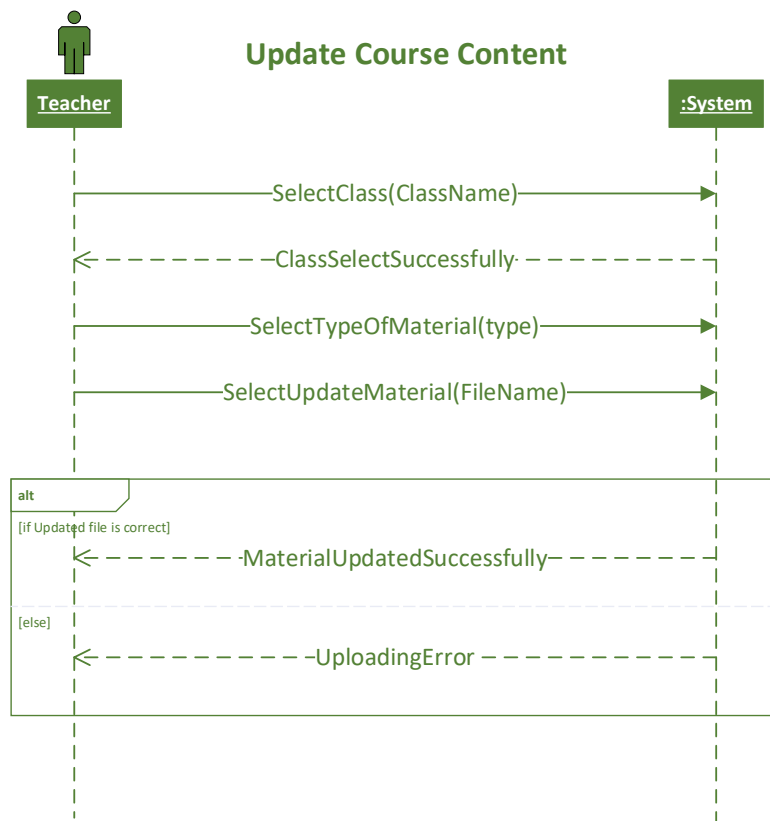 Update Course Content
Teacher
:System
SelectClass(ClassName)
ClassSelectSuccessfully
SelectTypeOfMaterial(type)
SelectUpdateMaterial(FileName)
alt
[if Updated file is correct]
MaterialUpdatedSuccessfully
[else]
UploadingError